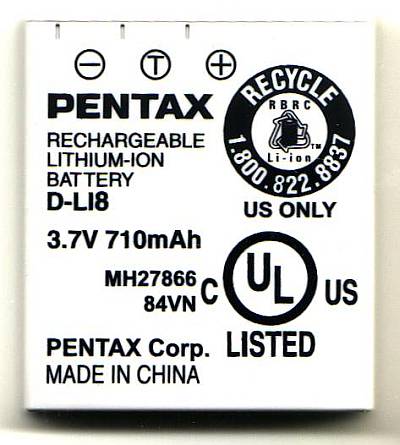 − T +
PENTAX
RECHARGEABLE
LITHIUM-ION
BATTERY
D-LI8
3.7V 710mAh
RECYCLE
RBRC
Li-ion
TM
1.800.822.8837
US ONLY
MH27866
84VN
C UL US
LISTED
PENTAX Corp.
MADE IN CHINA